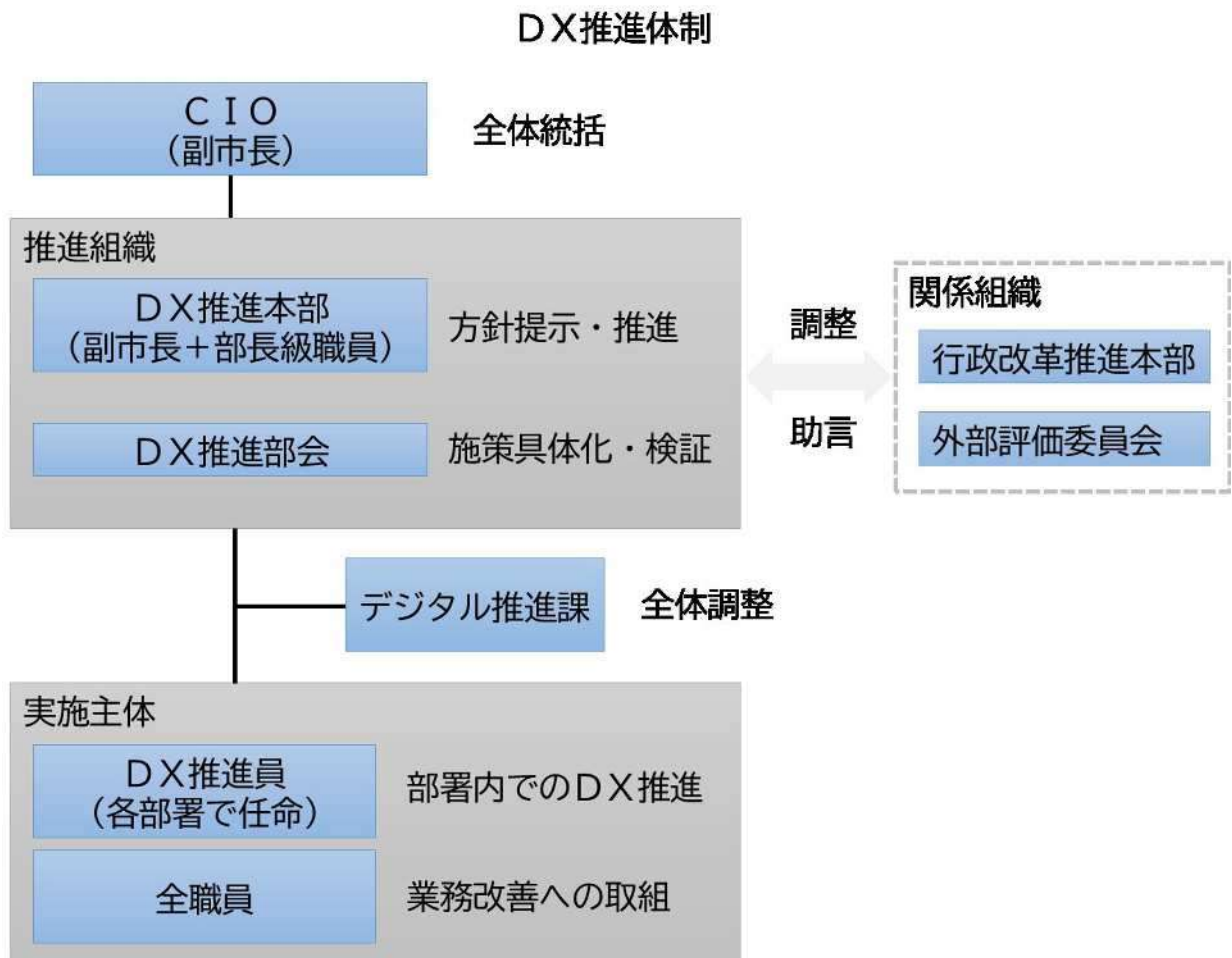 ＤＸ推進体制
ＣＩＯ
（副市長）
全体統括
推進組織
ＤＸ推進本部
（副市長＋部長級職員）
方針提示・推進
ＤＸ推進部会
施策具体化・検証
調整
助言
関係組織
行政改革推進本部
外部評価委員会
デジタル推進課
全体調整
実施主体
ＤＸ推進員
（各部署で任命）
部署内でのＤＸ推進
全職員
業務改善への取組